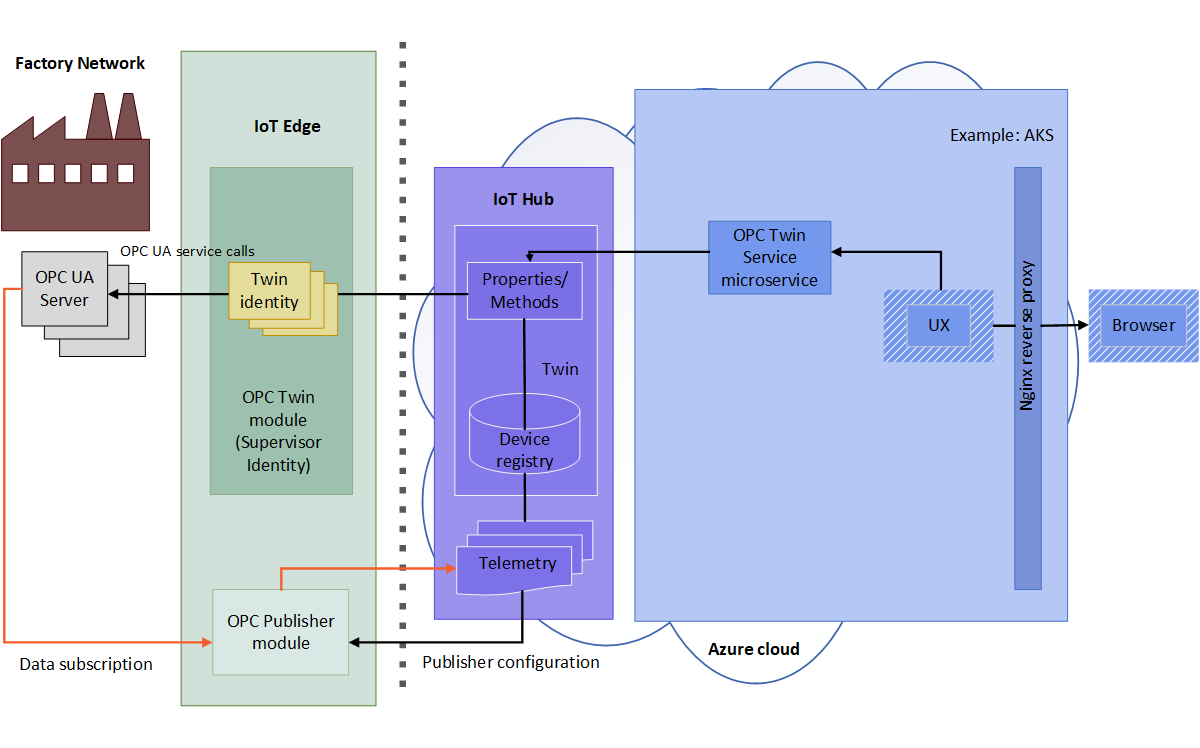 Factory Network
IoT Edge
OPC UA service calls
OPC UA
Server
Twin
identity
OPC Twin
module
(Supervisor
Identity)
OPC Publisher
module
Data subscription
IoT Hub
Properties/
Methods
Twin
Device
registry
Telemetry
Publisher configuration
Example: AKS
OPC Twin
Service
microservice
UX
Nginx reverse proxy
Browser
Azure cloud